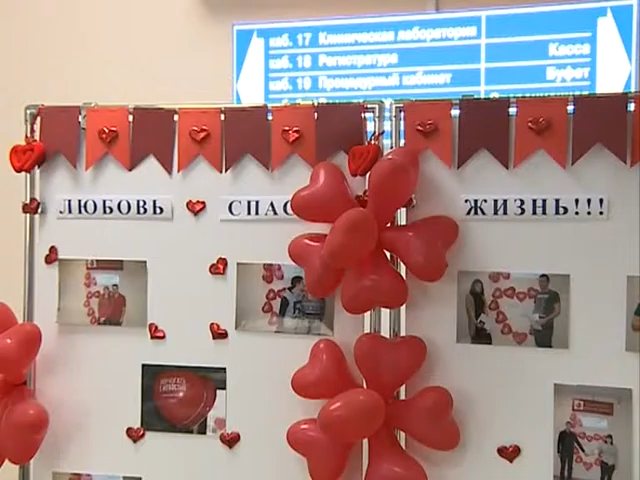 каб. 17 Клиническая лаборатория
каб. 18 Регистратура
Касса
каб. 19 Процедурный кабинет
Буфет
ЛЮБОВЬ СПАС ЖИЗНЬ!!!